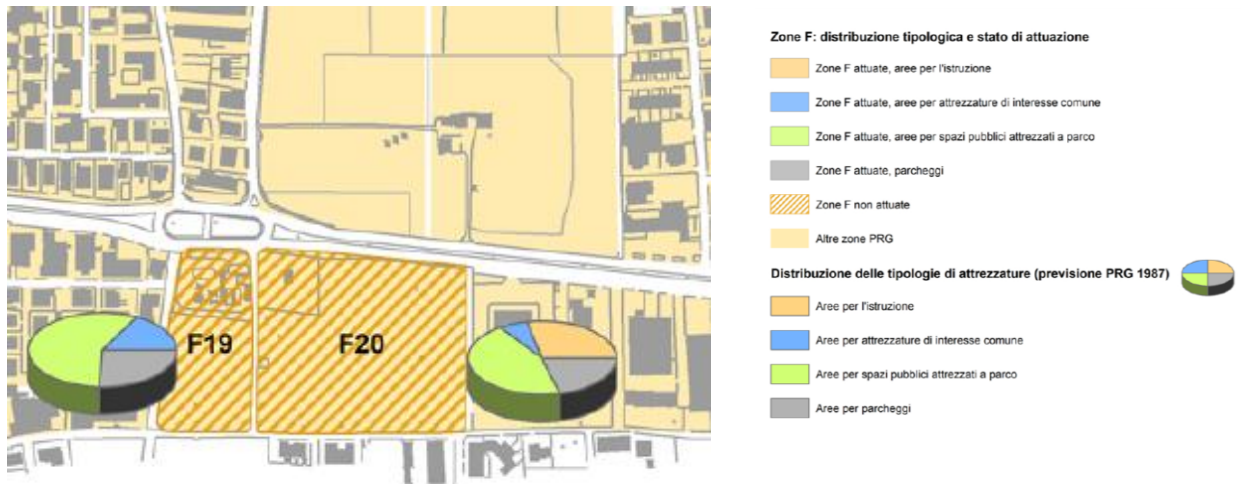 F19
F20
Zone F: distribuzione tipologica e stato di attuazione
Zone F attuate, aree per l'istruzione
Zone F attuate, aree per attrezzature di interesse comune
Zone F attuate, aree per spazi pubblici attrezzati a parco
Zone F attuate, parcheggi
Zone F non attuate
Altre zone PRG
Distribuzione delle tipologie di attrezzature (previsione PRG 1987)
Aree per l'istruzione
Aree per attrezzature di interesse comune
Aree per spazi pubblici attrezzati a parco
Aree per parcheggi